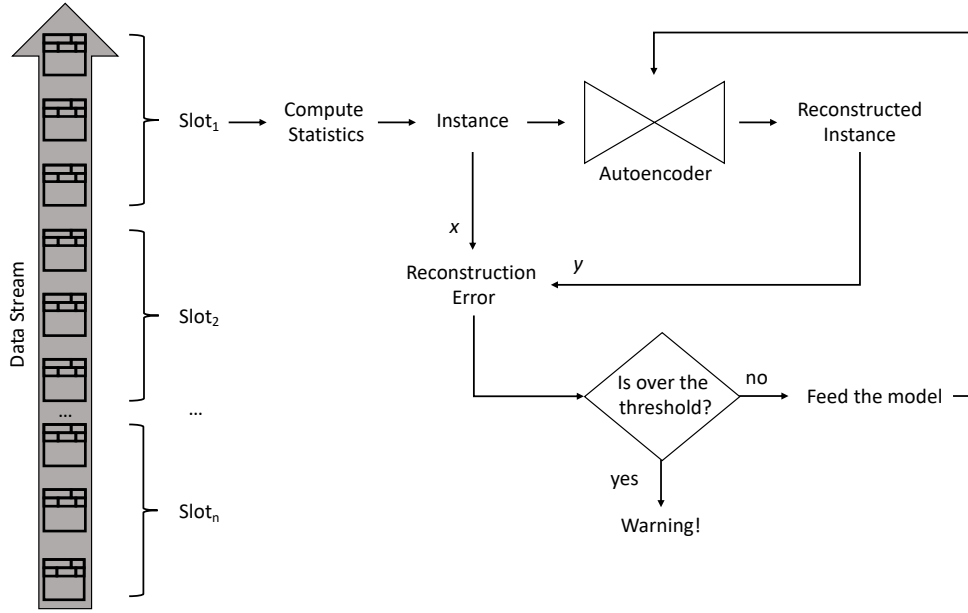 Data Stream
...
Slot1
Slot2
...
Slotn
Compute
Statistics
Instance
Autoencoder
Reconstructed
Instance
x
y
Reconstruction
Error
Is over the
threshold?
no
Feed the model
yes
Warning!